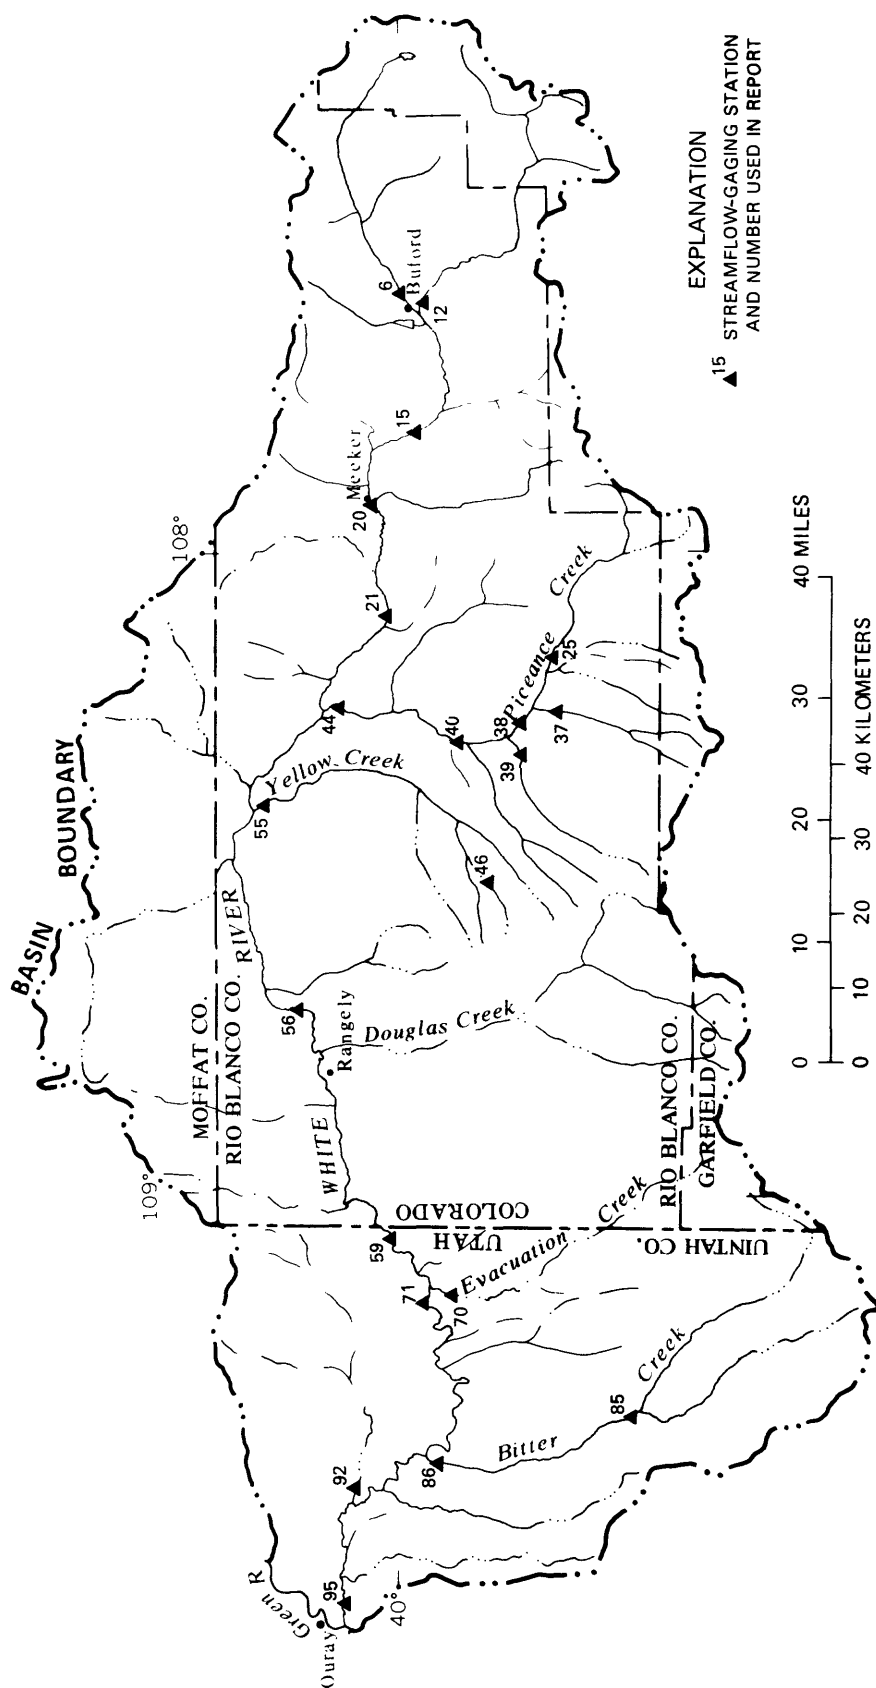 BASIN
BOUNDARY
108°
109°
MOFFAT CO.
RIO BLANCO CO.
Green R
Ouray
95
40°
92
86
Bitter
Creek
85
71
70
Evacuation
Creek
59
UTAH
COLORADO
UINTAH CO.
RIO BLANCO CO.
GARFIELD CO.
WHITE
RIVER
Rangely
56
Douglas Creek
55
Yellow Creek
46
44
40
39
38
37
25
Piceance
Creek
21
20
Meeker
15
12
6
Buford
EXPLANATION
15 STREAMFLOW-GAGING STATION
AND NUMBER USED IN REPORT
0 10 20 30 40 MILES
0 10 20 30 40 KILOMETERS